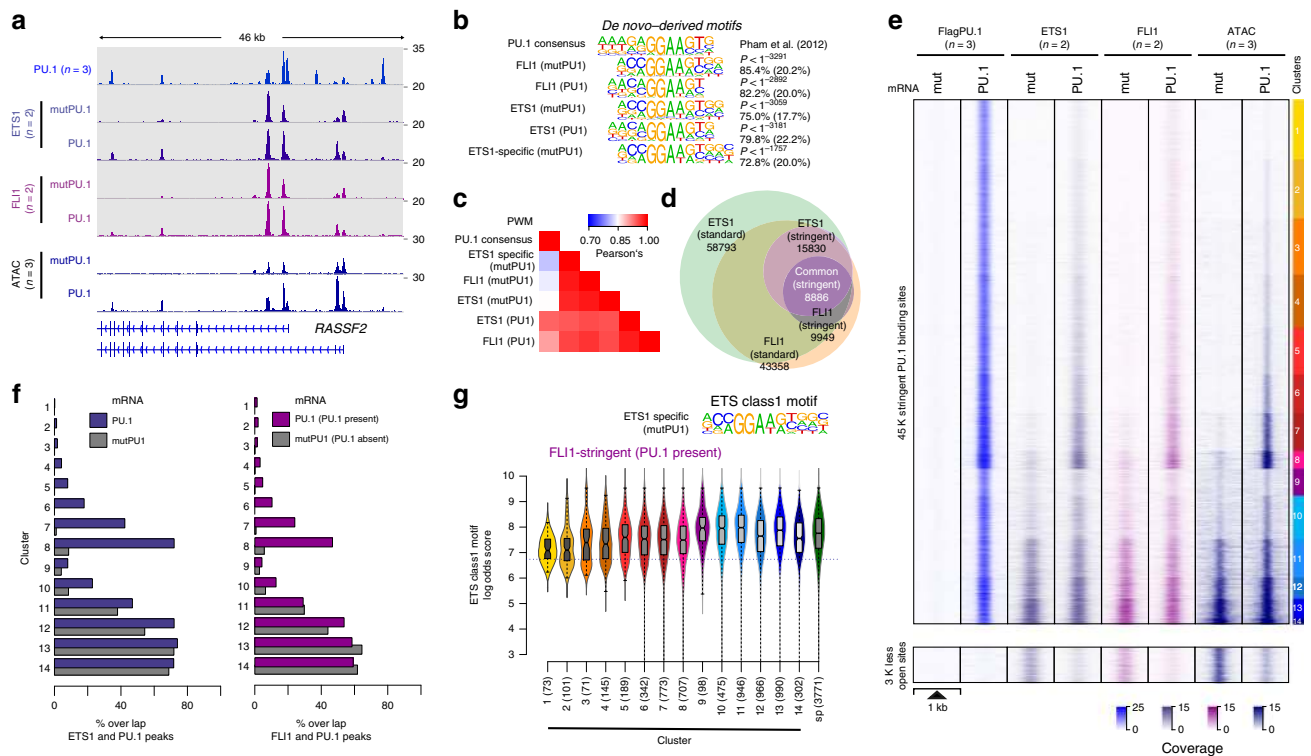 a
46 kb
35
PU.1 (n = 3)
20
ETS1
(n = 2)
mutPU.1
20
PU.1
20
FLI1
(n = 2)
mutPU.1
20
PU.1
30
ATAC
(n = 3)
mutPU.1
30
PU.1
RASSF2
b
De novo–derived motifs
PU.1 consensus
Pham et al. (2012)
FLI1 (mutPU1)
P < 1–3291
85.4% (20.2%)
FLI1 (PU1)
P < 1–2892
82.2% (20.0%)
ETS1 (mutPU1)
P < 1–3059
75.0% (17.7%)
ETS1 (PU1)
P < 1–3181
79.8% (22.2%)
ETS1-specific (mutPU1)
P < 1–1757
72.8% (20.0%)
c
PWM
0.70 0.85 1.00
Pearson's
PU.1 consensus
ETS1 specific
(mutPU1)
FLI1 (mutPU1)
ETS1 (mutPU1)
ETS1 (PU1)
FLI1 (PU1)
d
ETS1
(standard)
58793
ETS1
(stringent)
15830
Common
(stringent)
8886
FLI1
(stringent)
9949
FLI1
(standard)
43358
e
FlagPU.1
(n = 3)
ETS1
(n = 2)
FLI1
(n = 2)
ATAC
(n = 3)
mRNA
mut
PU.1
mut
PU.1
mut
PU.1
mut
PU.1
Clusters
45 K stringent PU.1 binding sites
1
2
3
4
5
6
7
8
9
10
11
12
13
14
3 K less
open sites
1 kb
25
0
15
0
15
0
15
0
Coverage
f
mRNA
PU.1
mutPU1
mRNA
PU.1 (PU.1 present)
mutPU1 (PU.1 absent)
Cluster
1
2
3
4
5
6
7
8
9
10
11
12
13
14
0 40 80
% over lap
ETS1 and PU.1 peaks
1
2
3
4
5
6
7
8
9
10
11
12
13
14
0 40 80
% over lap
FLI1 and PU.1 peaks
g
ETS class1 motif
ETS1 specific
(mutPU1)
FLI1-stringent (PU.1 present)
ETS class1 motif
log odds score
10
9
8
7
6
5
4
3
1 (73)
2 (101)
3 (71)
4 (145)
5 (189)
6 (342)
7 (773)
8 (707)
9 (98)
10 (475)
11 (946)
12 (966)
13 (990)
14 (302)
sp (3771)
Cluster